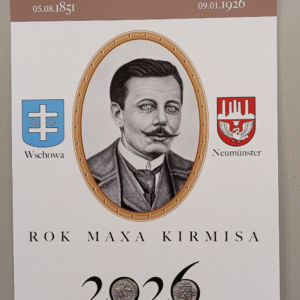 05.08.1851 09.01.1926
Wschowa Neumünster
ROK MAXA KIRMISA
2026